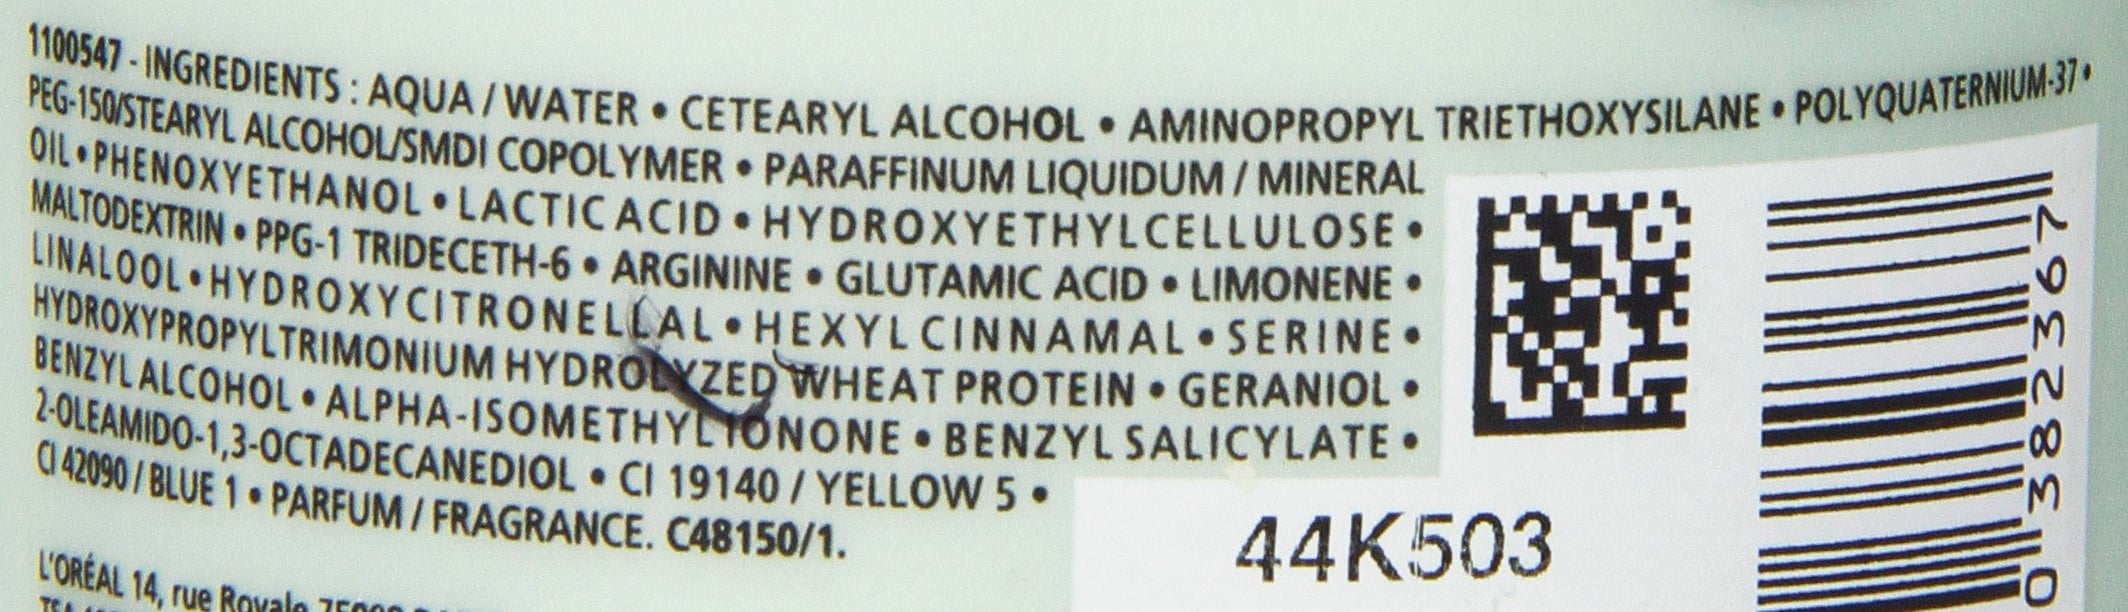 1100547 - INGREDIENTS : AQUA / WATER • CETEARYL ALCOHOL • AMINOPROPYL TRIETHOXYSILANE • POLYQUATERNIUM-37 •
PEG-150/STEARYL ALCOHOL/SMDI COPOLYMER • PARAFFINUM LIQUIDUM / MINERAL
OIL • PHENOXYETHANOL • LACTIC ACID • HYDROXYETHYLCELLULOSE •
MALTODEXTRIN • PPG-1 TRIDECETH-6 • ARGININE • GLUTAMIC ACID • LIMONENE •
LINALOOL • HYDROXYCITRONELLAL • HEXYL CINNAMAL • SERINE •
HYDROXYPROPYLTRIMONIUM HYDROLYZED WHEAT PROTEIN • GERANIOL •
BENZYL ALCOHOL • ALPHA-ISOMETHYL IONONE • BENZYL SALICYLATE •
2-OLEAMIDO-1,3-OCTADECANEDIOL • CI 19140 / YELLOW 5 •
CI 42090 / BLUE 1 • PARFUM / FRAGRANCE. C48150/1.
L'ORÉAL 14, rue Royale
44K503
0 382367